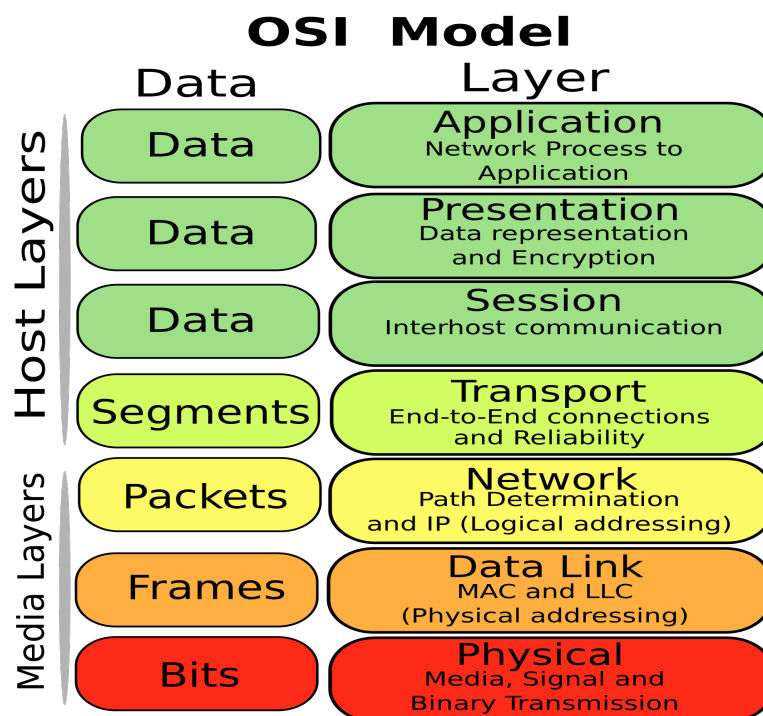 OSI Model
Data
Layer
Host Layers
Data
Application
Network Process to
Application
Data
Presentation
Data representation
and Encryption
Data
Session
Interhost communication
Segments
Transport
End-to-End connections
and Reliability
Media Layers
Packets
Network
Path Determination
and IP (Logical addressing)
Frames
Data Link
MAC and LLC
(Physical addressing)
Bits
Physical
Media, Signal and
Binary Transmission